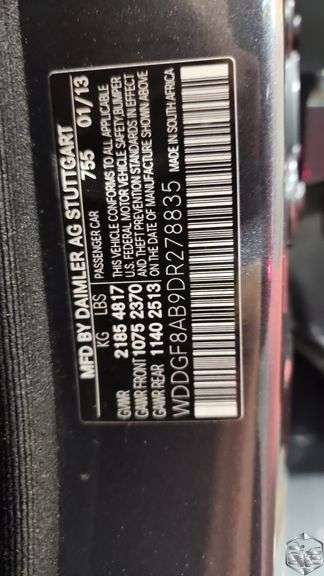 MFD BY DAIMLER AG STUTTGART
PASSENGER CAR 755 01/13
KG LBS THIS VEHICLE CONFORMS TO ALL APPLICABLE
GVWR 2185 4817 U.S. FEDERAL MOTOR VEHICLE SAFETY, BUMPER
GAWR FRONT 1075 2370 AND THEFT PREVENTION STANDARDS IN EFFECT
GAWR REAR 1140 2513 ON THE DATE OF MANUFACTURE SHOWN ABOVE
WDDGF8AB9DR278835 MADE IN SOUTH AFRICA